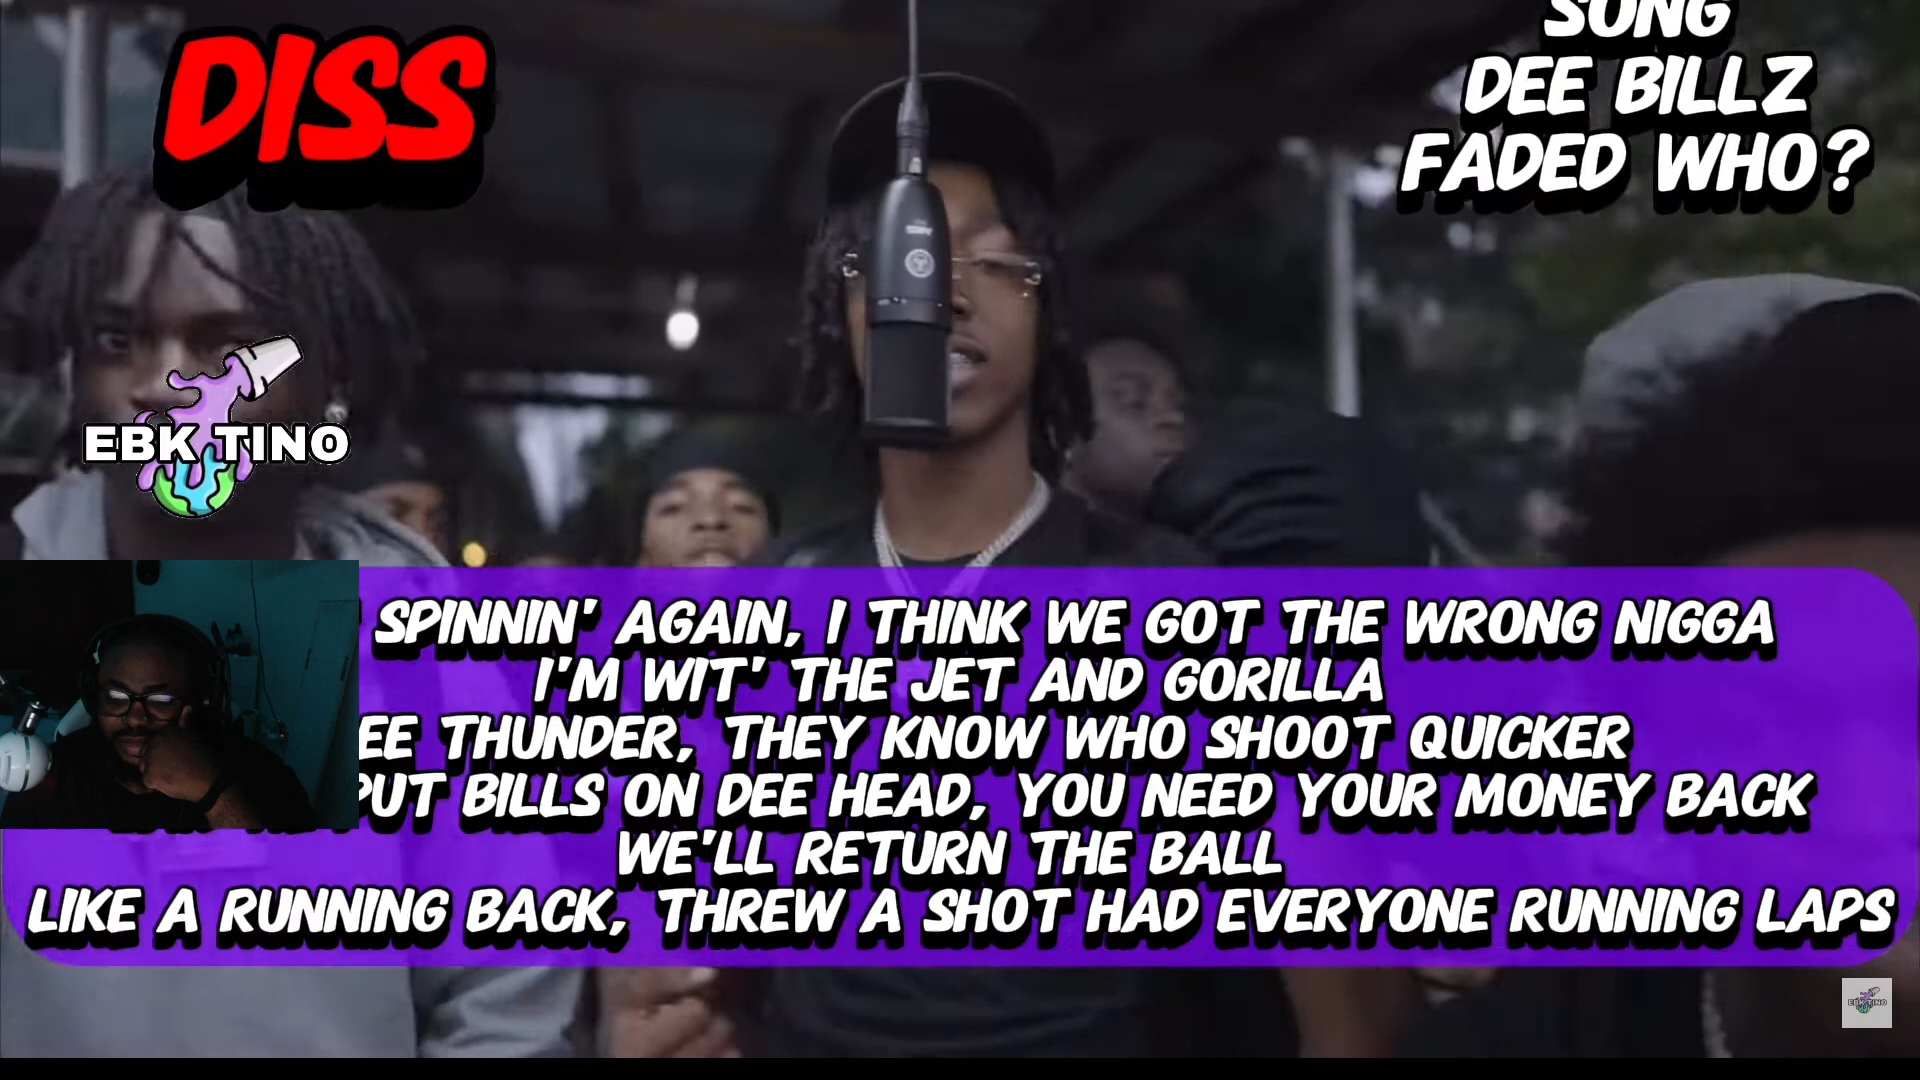 DISS
SONG
DEE BILLZ
FADED WHO?
EBK TINO
SPINNIN' AGAIN, I THINK WE GOT THE WRONG NIGGA
I'M WIT' THE JET AND GORILLA
EE THUNDER, THEY KNOW WHO SHOOT QUICKER
PUT BILLS ON DEE HEAD, YOU NEED YOUR MONEY BACK
WE'LL RETURN THE BALL
LIKE A RUNNING BACK, THREW A SHOT HAD EVERYONE RUNNING LAPS
EBK TINO